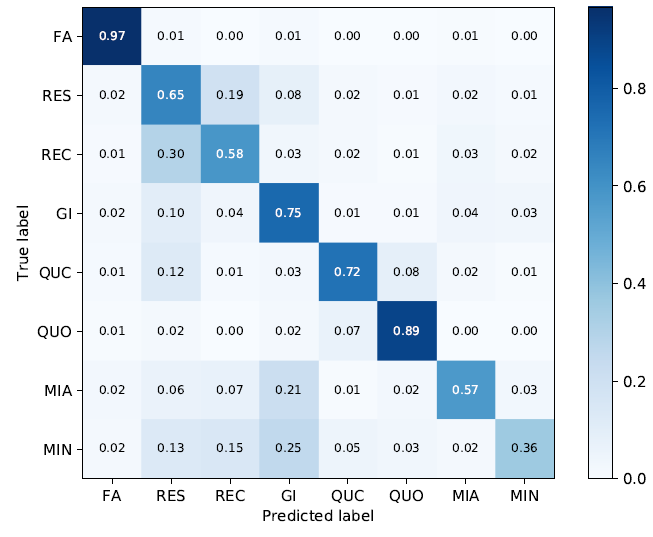 FA 0.97 0.01 0.00 0.01 0.00 0.00 0.01 0.00
RES 0.02 0.65 0.19 0.08 0.02 0.01 0.02 0.01
REC 0.01 0.30 0.58 0.03 0.02 0.01 0.03 0.02
GI 0.02 0.10 0.04 0.75 0.01 0.01 0.04 0.03
QUC 0.01 0.12 0.01 0.03 0.72 0.08 0.02 0.01
QUO 0.01 0.02 0.00 0.02 0.07 0.89 0.00 0.00
MIA 0.02 0.06 0.07 0.21 0.01 0.02 0.57 0.03
MIN 0.02 0.13 0.15 0.25 0.05 0.03 0.02 0.36
FA RES REC GI QUC QUO MIA MIN
Predicted label
True label
0.8
0.6
0.4
0.2
0.0